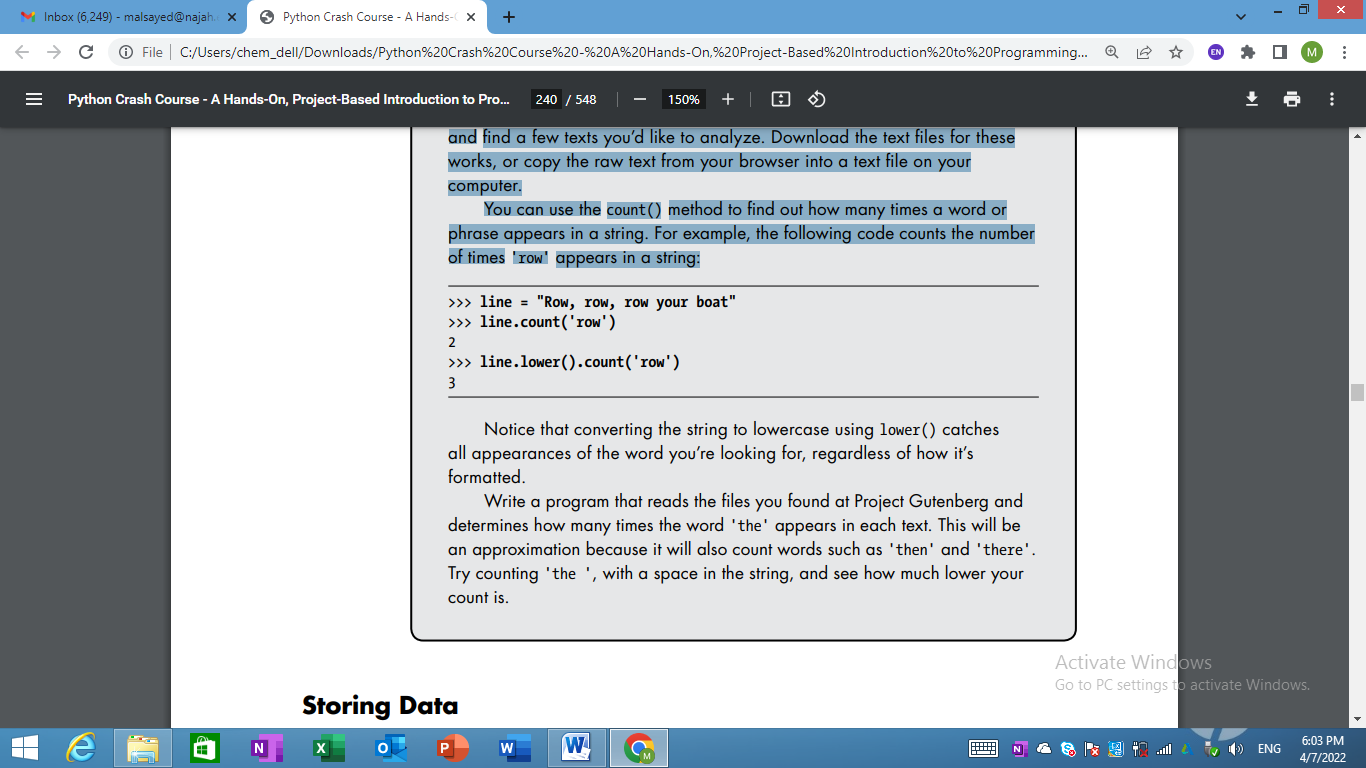 Inbox (6,249) - malsayed@najah.
Python Crash Course - A Hands-
File
C:/Users/chem_dell/Downloads/Python%20Crash%20Course%20-%20A%20Hands-On,%20Project-Based%20Introduction%20to%20Programming...
EN
M
Python Crash Course - A Hands-On, Project-Based Introduction to Pro...
240 / 548
150%
and find a few texts you’d like to analyze. Download the text files for these
works, or copy the raw text from your browser into a text file on your
computer.
You can use the count() method to find out how many times a word or
phrase appears in a string. For example, the following code counts the number
of times 'row' appears in a string:
>>> line = "Row, row, row your boat"
>>> line.count('row')
2
>>> line.lower().count('row')
3
Notice that converting the string to lowercase using lower() catches
all appearances of the word you’re looking for, regardless of how it’s
formatted.
Write a program that reads the files you found at Project Gutenberg and
determines how many times the word 'the' appears in each text. This will be
an approximation because it will also count words such as 'then' and 'there'.
Try counting 'the ', with a space in the string, and see how much lower your
count is.
Storing Data
Activate Windows
Go to PC settings to activate Windows.
ENG
6:03 PM
4/7/2022